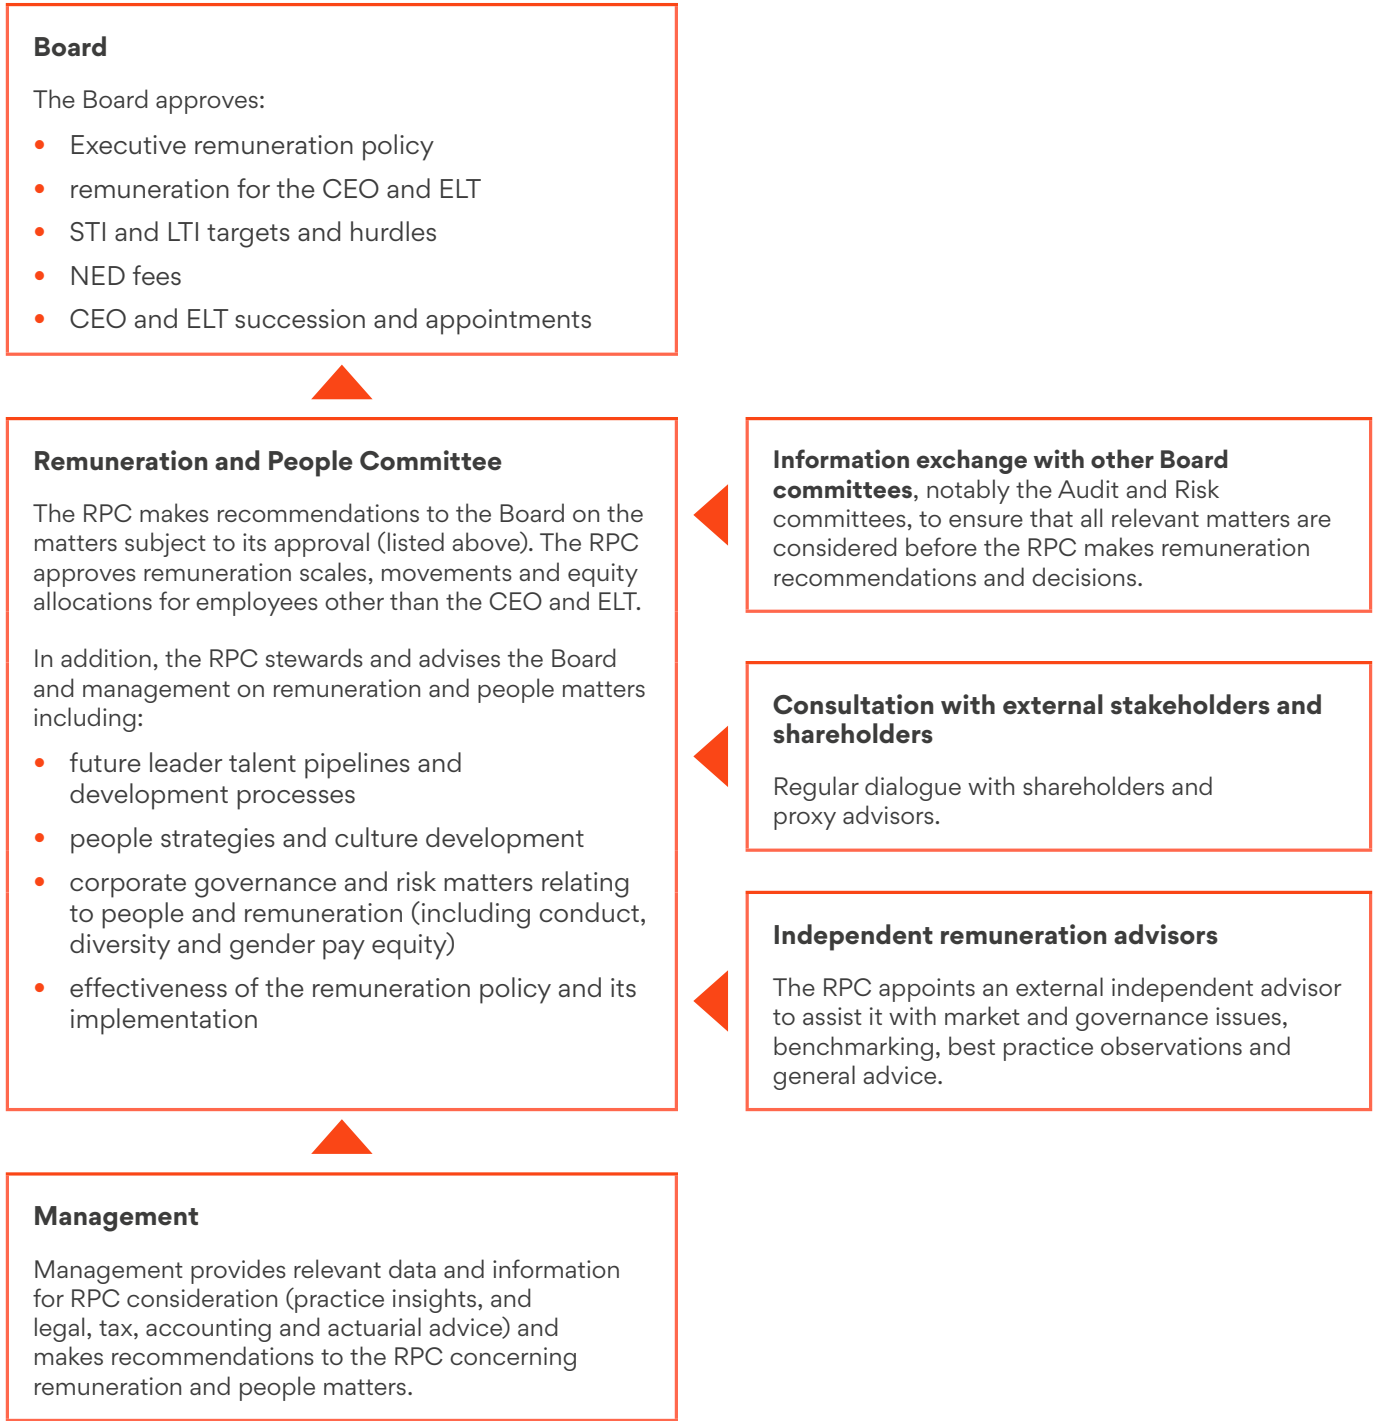 Board
The Board approves:
• Executive remuneration policy
• remuneration for the CEO and ELT
• STI and LTI targets and hurdles
• NED fees
• CEO and ELT succession and appointments
Remuneration and People Committee
The RPC makes recommendations to the Board on the
matters subject to its approval (listed above). The RPC
approves remuneration scales, movements and equity
allocations for employees other than the CEO and ELT.
In addition, the RPC stewards and advises the Board
and management on remuneration and people matters
including:
• future leader talent pipelines and
development processes
• people strategies and culture development
• corporate governance and risk matters relating
to people and remuneration (including conduct,
diversity and gender pay equity)
• effectiveness of the remuneration policy and its
implementation
Information exchange with other Board
committees, notably the Audit and Risk
committees, to ensure that all relevant matters are
considered before the RPC makes remuneration
recommendations and decisions.
Consultation with external stakeholders and
shareholders
Regular dialogue with shareholders and
proxy advisors.
Independent remuneration advisors
The RPC appoints an external independent advisor
to assist it with market and governance issues,
benchmarking, best practice observations and
general advice.
Management
Management provides relevant data and information
for RPC consideration (practice insights, and
legal, tax, accounting and actuarial advice) and
makes recommendations to the RPC concerning
remuneration and people matters.